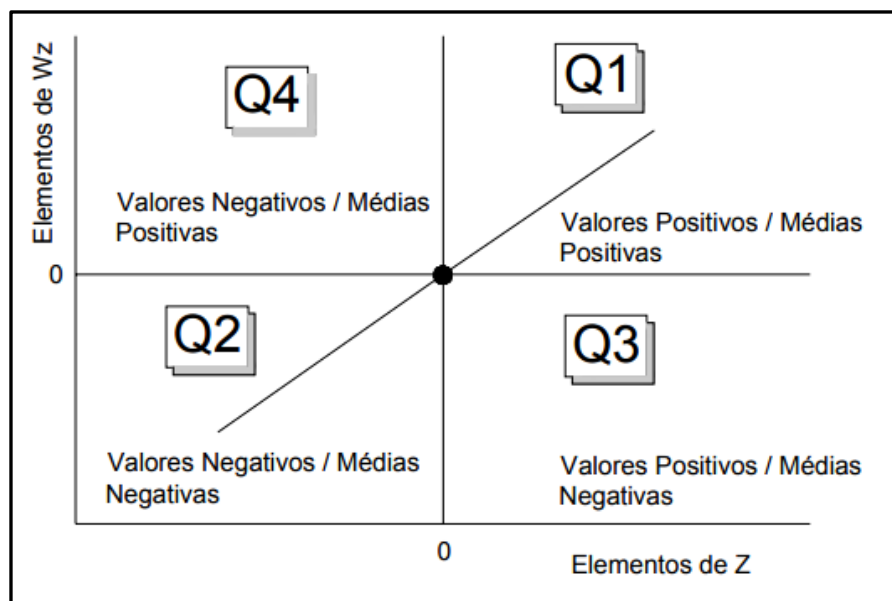 Elementos de Wz
Q4
Q1
Valores Negativos / Médias
Positivas
Valores Positivos / Médias
Positivas
0
Q2
Q3
Valores Negativos / Médias
Negativas
Valores Positivos / Médias
Negativas
0
Elementos de Z